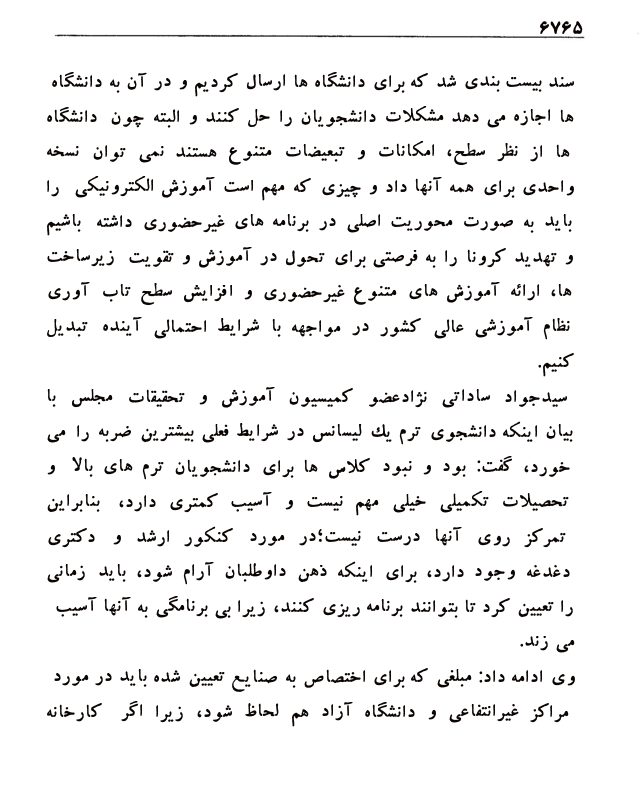 ۶۷۶۵
سند بیست بندی شد که برای دانشگاه ها ارسال کردیم و در آن به دانشگاه
ها اجازه می دهد مشکلات دانشجویان را حل کنند و البته چون دانشگاه
ها از نظر سطح، امکانات و تبعیضات متنوع هستند نمی توان نسخه
واحدی برای همه آنها داد و چیزی که مهم است آموزش الکترونیکی را
باید به صورت محوریت اصلی در برنامه های غیرحضوری داشته باشیم
و تهدید کرونا را به فرصتی برای تحول در آموزش و تقویت زیرساخت
ها، ارائه آموزش های متنوع غیرحضوری و افزایش سطح تاب آوری
نظام آموزشی عالی کشور در مواجهه با شرایط احتمالی آینده تبدیل
کنیم.
سیدجواد ساداتی نژادعضو کمیسیون آموزش و تحقیقات مجلس با
بیان اینکه دانشجوی ترم یك لیسانس در شرایط فعلی بیشترین ضربه را می
خورد، گفت: بود و نبود کلاس ها برای دانشجویان ترم های بالا و
تحصیلات تکمیلی خیلی مهم نیست و آسیب کمتری دارد، بنابراین
تمرکز روی آنها درست نیست؛در مورد کنکور ارشد و دکتری
دغدغه وجود دارد، برای اینکه ذهن داوطلبان آرام شود، باید زمانی
را تعیین کرد تا بتوانند برنامه ریزی کنند، زیرا بی برنامگی به آنها آسیب
می زند.
وی ادامه داد: مبلغی که برای اختصاص به صنایع تعیین شده باید در مورد
مراکز غیرانتفاعی و دانشگاه آزاد هم لحاظ شود، زیرا اگر کارخانه